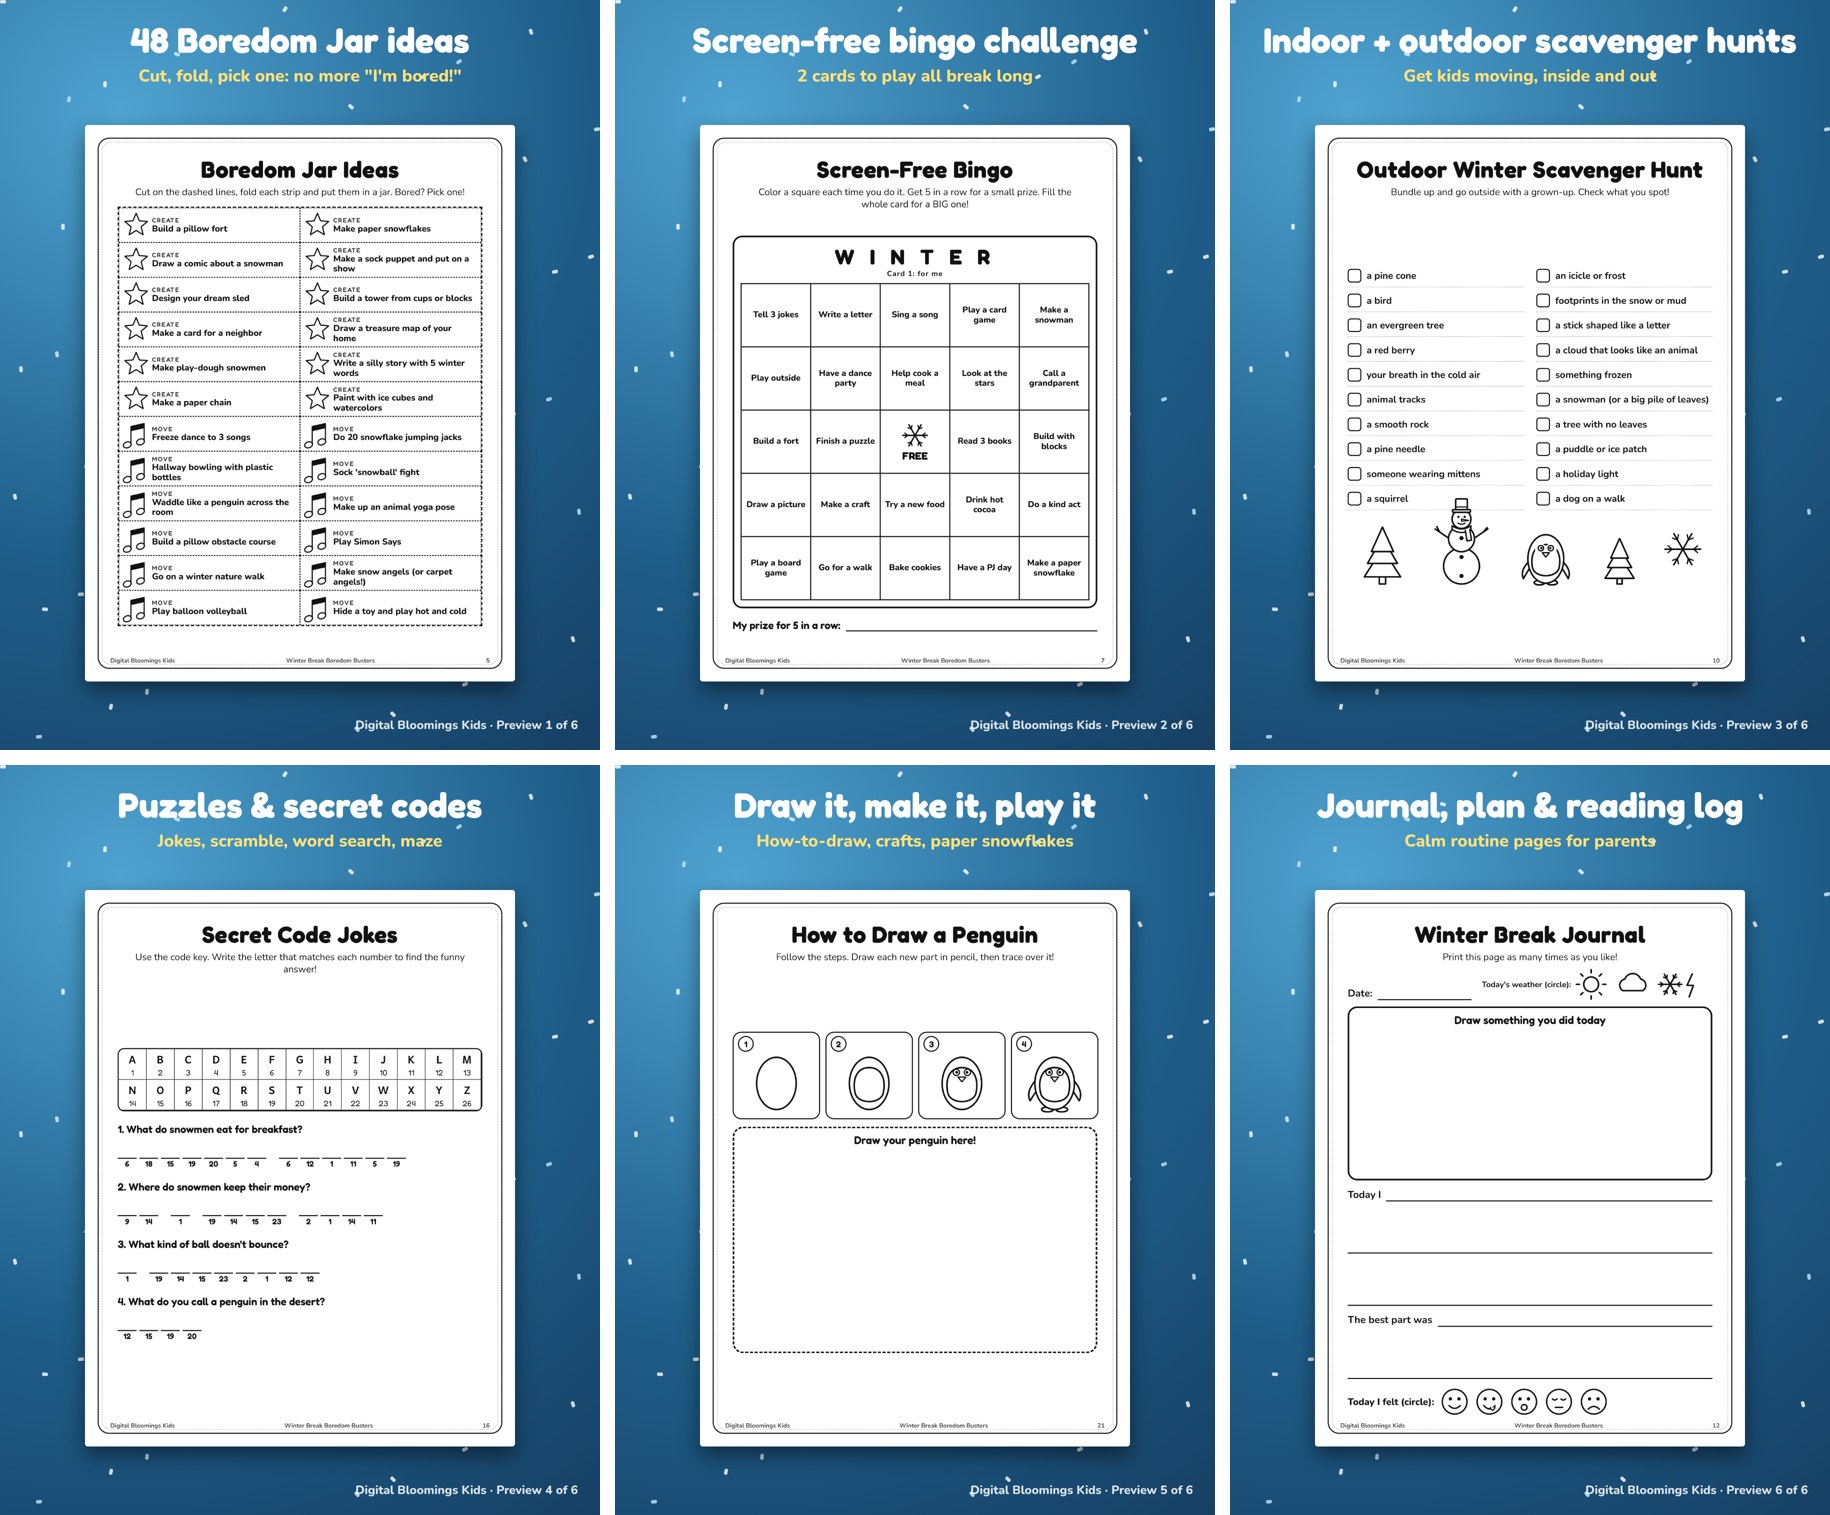 48 Boredom Jar ideas
Cut, fold, pick one: no more "I'm bored!"
Boredom Jar Ideas
Cut on the dashed lines, fold each strip and put them in a jar. Bored? Pick one!
CREATE
Build a pillow fort
CREATE
Make paper snowflakes
CREATE
Draw a comic about a snowman
CREATE
Make a sock puppet and put on a
show
CREATE
Design your dream sled
CREATE
Build a tower from cups or blocks
CREATE
Make a card for a neighbor
CREATE
Draw a treasure map of your
home
CREATE
Make play-dough snowmen
CREATE
Write a silly story with 5 winter
words
CREATE
Make a paper chain
CREATE
Paint with ice cubes and
watercolors
MOVE
Freeze dance to 3 songs
MOVE
Do 20 snowflake jumping jacks
MOVE
Hallway bowling with plastic
bottles
MOVE
Sock 'snowball' fight
MOVE
Waddle like a penguin across the
room
MOVE
Make up an animal yoga pose
MOVE
Build a pillow obstacle course
MOVE
Play Simon Says
MOVE
Go on a winter nature walk
MOVE
Make snow angels (or carpet
angels!)
MOVE
Play balloon volleyball
MOVE
Hide a toy and play hot and cold
Digital Bloomings Kids Winter Break Boredom Busters 5
Digital Bloomings Kids · Preview 1 of 6
Screen-free bingo challenge
2 cards to play all break long
Screen-Free Bingo
Color a square each time you do it. Get 5 in a row for a small prize. Fill the
whole card for a BIG one!
WINTER
Card 1: for me
Tell 3 jokes
Write a letter
Sing a song
Play a card
game
Make a
snowman
Play outside
Have a dance
party
Help cook a
meal
Look at the
stars
Call a
grandparent
Build a fort
Finish a puzzle
FREE
Read 3 books
Build with
blocks
Draw a picture
Make a craft
Try a new food
Drink hot
cocoa
Do a kind act
Play a board
game
Go for a walk
Bake cookies
Have a PJ day
Make a paper
snowflake
My prize for 5 in a row:
Digital Bloomings Kids Winter Break Boredom Busters 7
Digital Bloomings Kids · Preview 2 of 6
Indoor + outdoor scavenger hunts
Get kids moving, inside and out
Outdoor Winter Scavenger Hunt
Bundle up and go outside with a grown-up. Check what you spot!
a pine cone
an icicle or frost
a bird
footprints in the snow or mud
an evergreen tree
a stick shaped like a letter
a red berry
a cloud that looks like an animal
your breath in the cold air
something frozen
animal tracks
a snowman (or a big pile of leaves)
a smooth rock
a tree with no leaves
a pine needle
a puddle or ice patch
someone wearing mittens
a holiday light
a squirrel
a dog on a walk
Digital Bloomings Kids Winter Break Boredom Busters 10
Digital Bloomings Kids · Preview 3 of 6
Puzzles & secret codes
Jokes, scramble, word search, maze
Secret Code Jokes
Use the code key. Write the letter that matches each number to find the funny
answer!
A B C D E F G H I J K L M
1 2 3 4 5 6 7 8 9 10 11 12 13
N O P Q R S T U V W X Y Z
14 15 16 17 18 19 20 21 22 23 24 25 26
1. What do snowmen eat for breakfast?
6 18 15 19 20 5 4 6 12 1 11 5 19
2. Where do snowmen keep their money?
9 14 1 19 14 15 23 2 1 14 11
3. What kind of ball doesn't bounce?
1 19 14 15 23 2 1 12 12
4. What do you call a penguin in the desert?
12 15 19 20
Digital Bloomings Kids Winter Break Boredom Busters 16
Digital Bloomings Kids · Preview 4 of 6
Draw it, make it, play it
How-to-draw, crafts, paper snowflakes
How to Draw a Penguin
Follow the steps. Draw each new part in pencil, then trace over it!
1 2 3 4
Draw your penguin here!
Digital Bloomings Kids Winter Break Boredom Busters 21
Digital Bloomings Kids · Preview 5 of 6
Journal, plan & reading log
Calm routine pages for parents
Winter Break Journal
Print this page as many times as you like!
Date:
Today's weather (circle):
Draw something you did today
Today I
The best part was
Today I felt (circle):
Digital Bloomings Kids Winter Break Boredom Busters 12
Digital Bloomings Kids · Preview 6 of 6